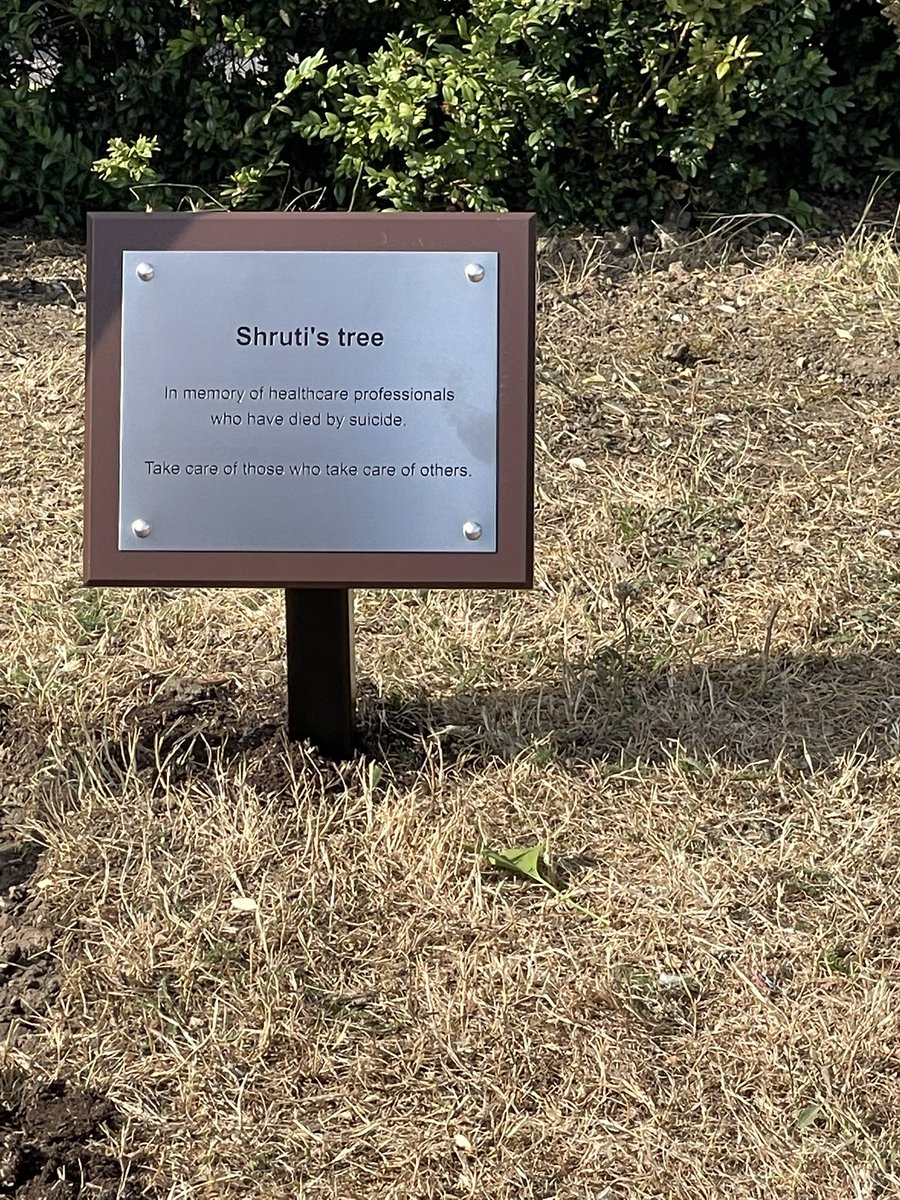 Shruti's tree
In memory of healthcare professionals
who have died by suicide.
Take care of those who take care of others.